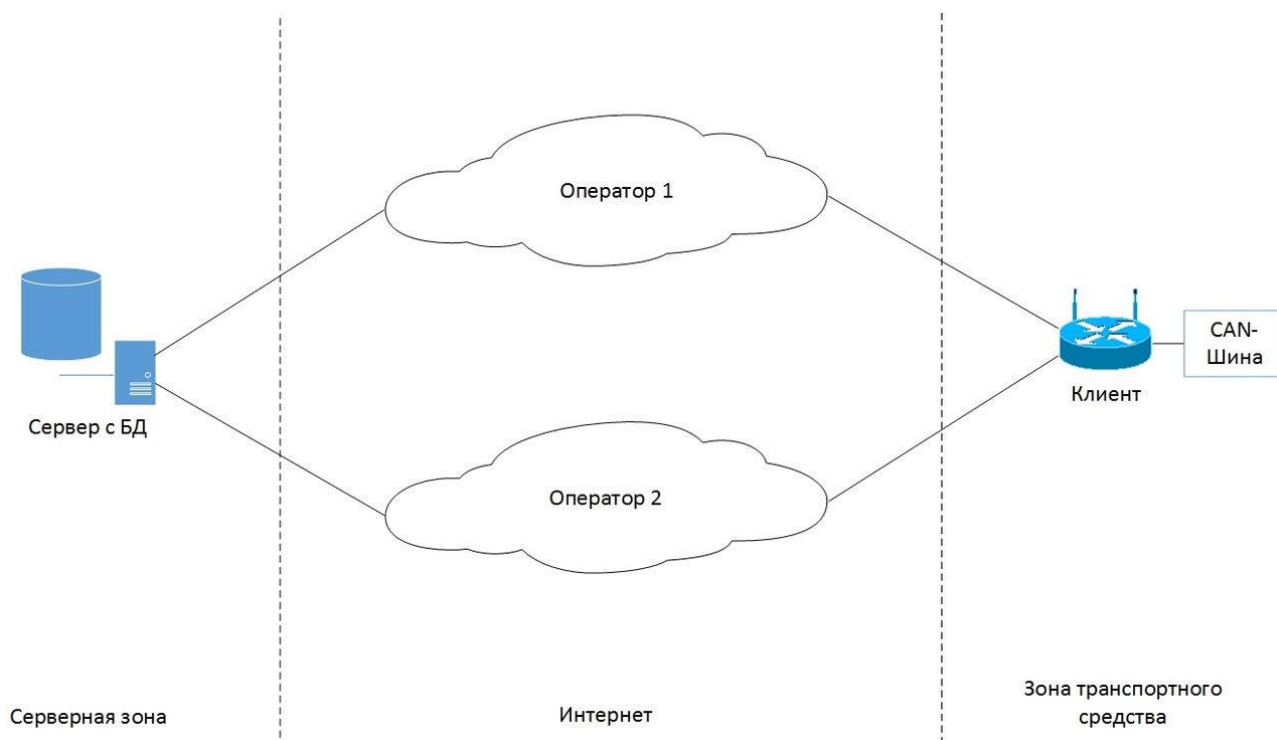 Оператор 1
CAN-
Шина
Клиент
Сервер с БД
Оператор 2
Серверная зона
Интернет
Зона транспортного
средства